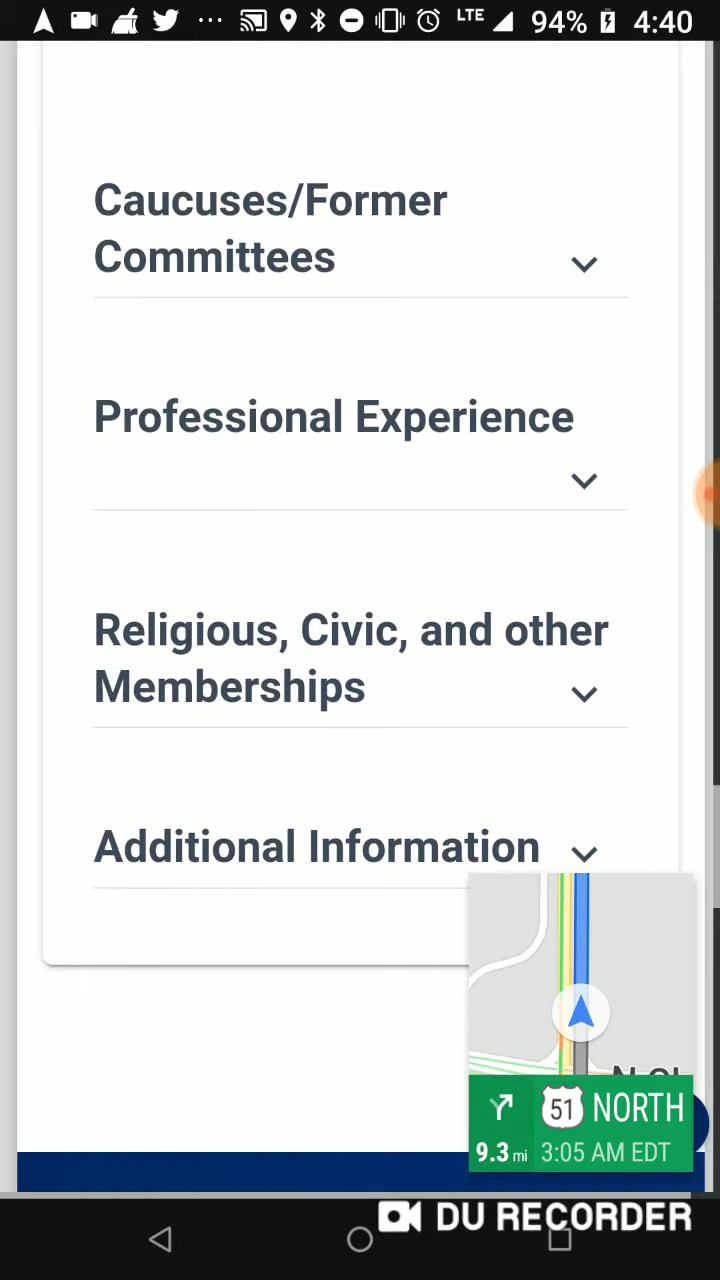 LTE 94% 4:40
Caucuses/Former
Committees
Professional Experience
Religious, Civic, and other
Memberships
Additional Information
51 NORTH
9.3 mi 3:05 AM EDT
DU RECORDER